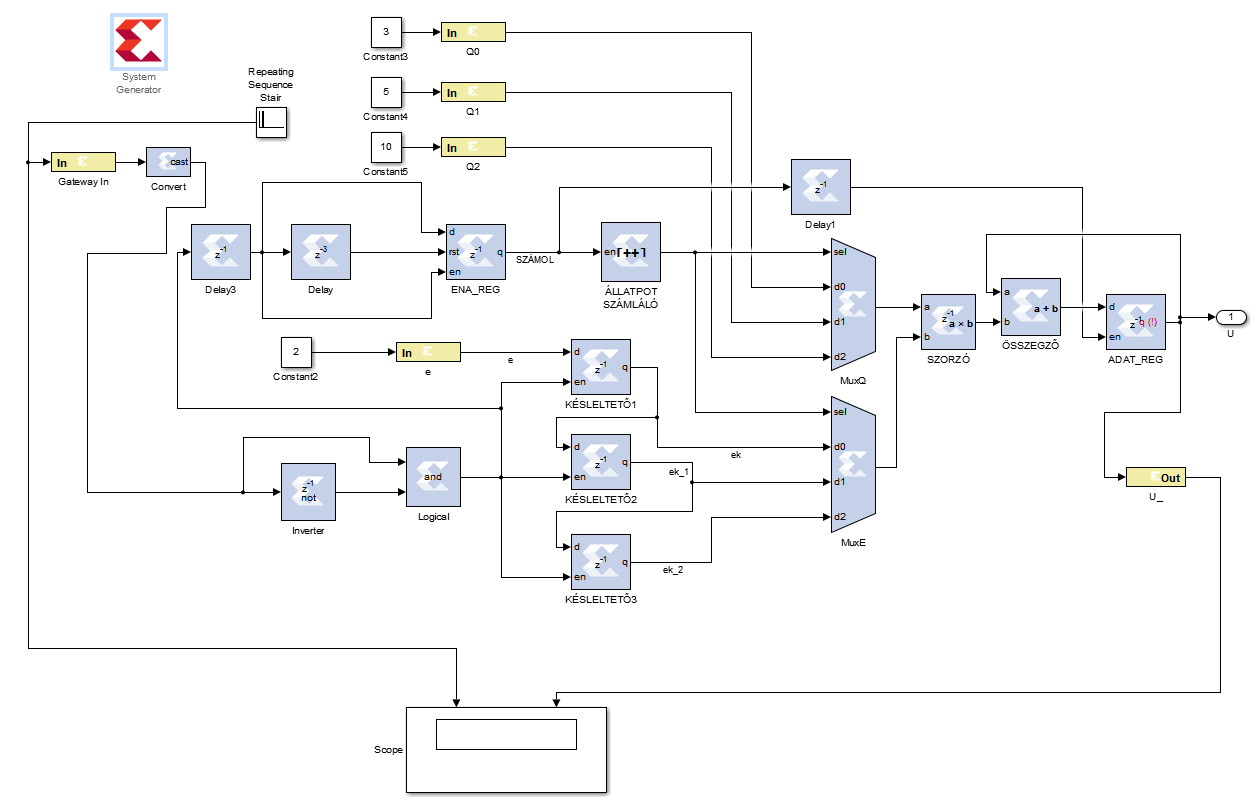 System
Generator
Repeating
Sequence
Stair
3
Constant3
In
Q0
5
Constant4
In
Q1
10
Constant5
In
Q2
In
Gateway In
cast
Convert
z-1
Delay3
z-3
Delay
d
rst
en
z-1
q
ENA_REG
SZÁMOL
en
[++]
ÁLLATPOT
SZÁMLÁLÓ
z-1
Delay1
sel
d0
d1
d2
MuxQ
a
b
z-1
a × b
SZORZÓ
a
b
a + b
ÖSSZEGZŐ
d
en
z-1
q (!)
ADAT_REG
1
U
2
Constant2
In
e
e
d
en
z-1
q
KÉSLELTETŐ1
d
en
z-1
q
KÉSLELTETŐ2
d
en
z-1
q
KÉSLELTETŐ3
ek
ek_1
ek_2
sel
d0
d1
d2
MuxE
z-1
not
Inverter
and
Logical
Out
U_
Scope